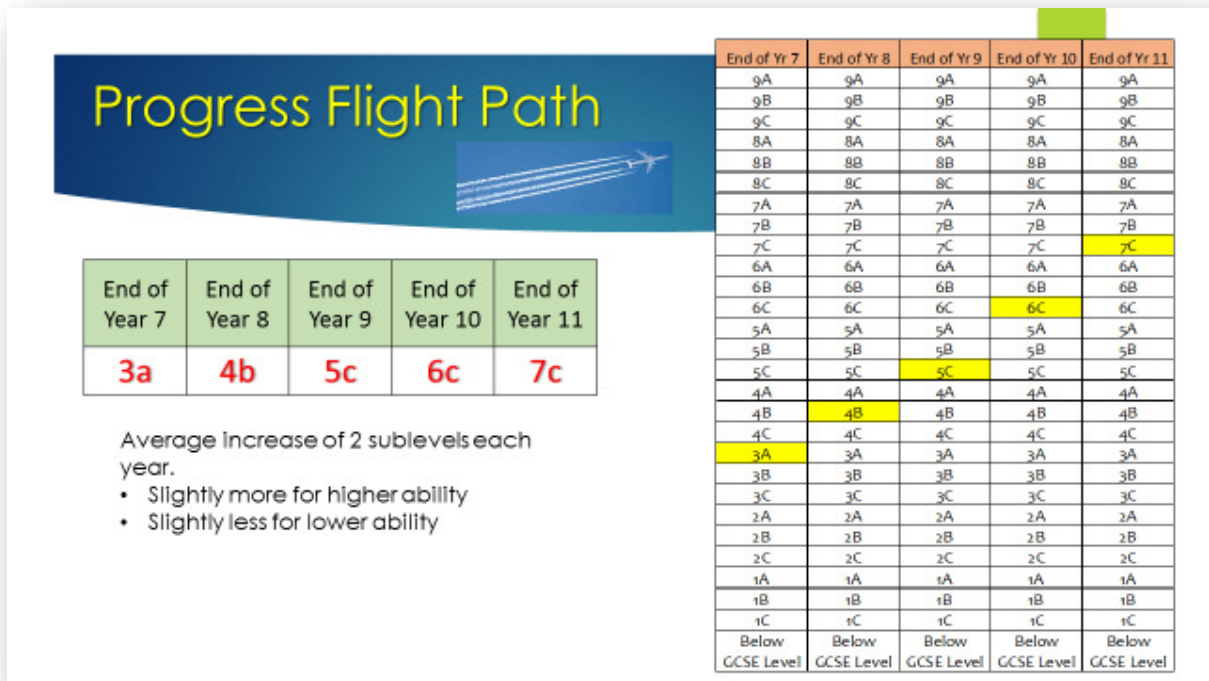 Progress Flight Path
End of Year 7 End of Year 8 End of Year 9 End of Year 10 End of Year 11
3a 4b 5c 6c 7c
Average increase of 2 sublevels each
year.
• Slightly more for higher ability
• Slightly less for lower ability
End of Yr 7 End of Yr 8 End of Yr 9 End of Yr 10 End of Yr 11
9A 9A 9A 9A 9A
9B 9B 9B 9B 9B
9C 9C 9C 9C 9C
8A 8A 8A 8A 8A
8B 8B 8B 8B 8B
8C 8C 8C 8C 8C
7A 7A 7A 7A 7A
7B 7B 7B 7B 7B
7C 7C 7C 7C 7C
6A 6A 6A 6A 6A
6B 6B 6B 6B 6B
6C 6C 6C 6C 6C
5A 5A 5A 5A 5A
5B 5B 5B 5B 5B
5C 5C 5C 5C 5C
4A 4A 4A 4A 4A
4B 4B 4B 4B 4B
4C 4C 4C 4C 4C
3A 3A 3A 3A 3A
3B 3B 3B 3B 3B
3C 3C 3C 3C 3C
2A 2A 2A 2A 2A
2B 2B 2B 2B 2B
2C 2C 2C 2C 2C
1A 1A 1A 1A 1A
1B 1B 1B 1B 1B
1C 1C 1C 1C 1C
Below Below Below Below Below
GCSE Level GCSE Level GCSE Level GCSE Level GCSE Level